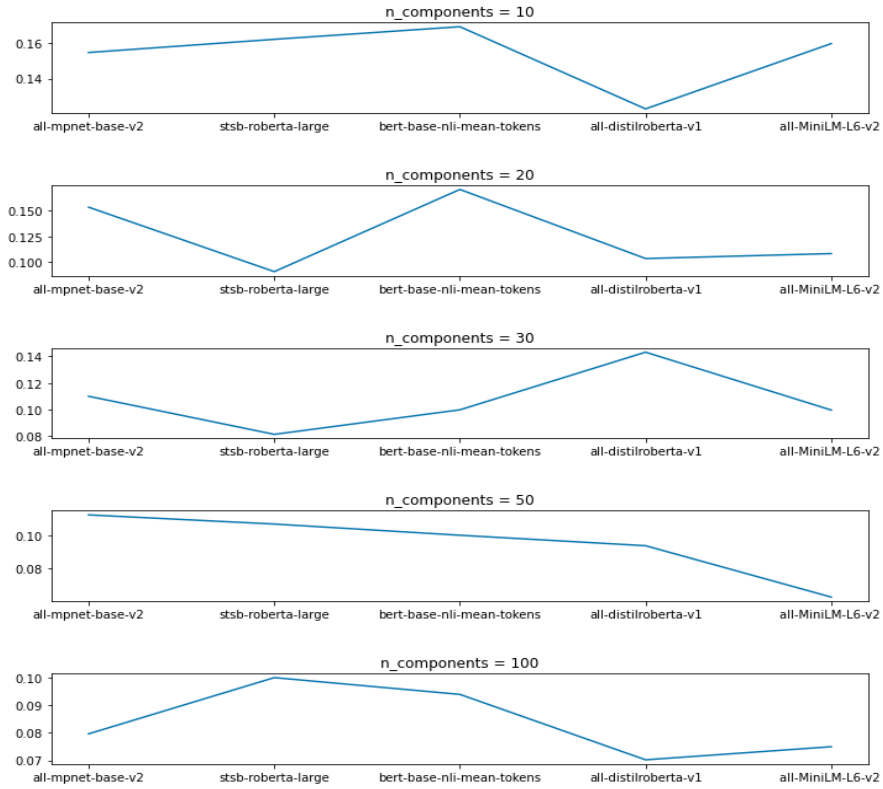 n_components = 10
0.16
0.14
all-mpnet-base-v2 stsb-roberta-large bert-base-nli-mean-tokens all-distilroberta-v1 all-MiniLM-L6-v2
n_components = 20
0.150
0.125
0.100
all-mpnet-base-v2 stsb-roberta-large bert-base-nli-mean-tokens all-distilroberta-v1 all-MiniLM-L6-v2
n_components = 30
0.14
0.12
0.10
0.08
all-mpnet-base-v2 stsb-roberta-large bert-base-nli-mean-tokens all-distilroberta-v1 all-MiniLM-L6-v2
n_components = 50
0.10
0.08
all-mpnet-base-v2 stsb-roberta-large bert-base-nli-mean-tokens all-distilroberta-v1 all-MiniLM-L6-v2
n_components = 100
0.10
0.09
0.08
0.07
all-mpnet-base-v2 stsb-roberta-large bert-base-nli-mean-tokens all-distilroberta-v1 all-MiniLM-L6-v2